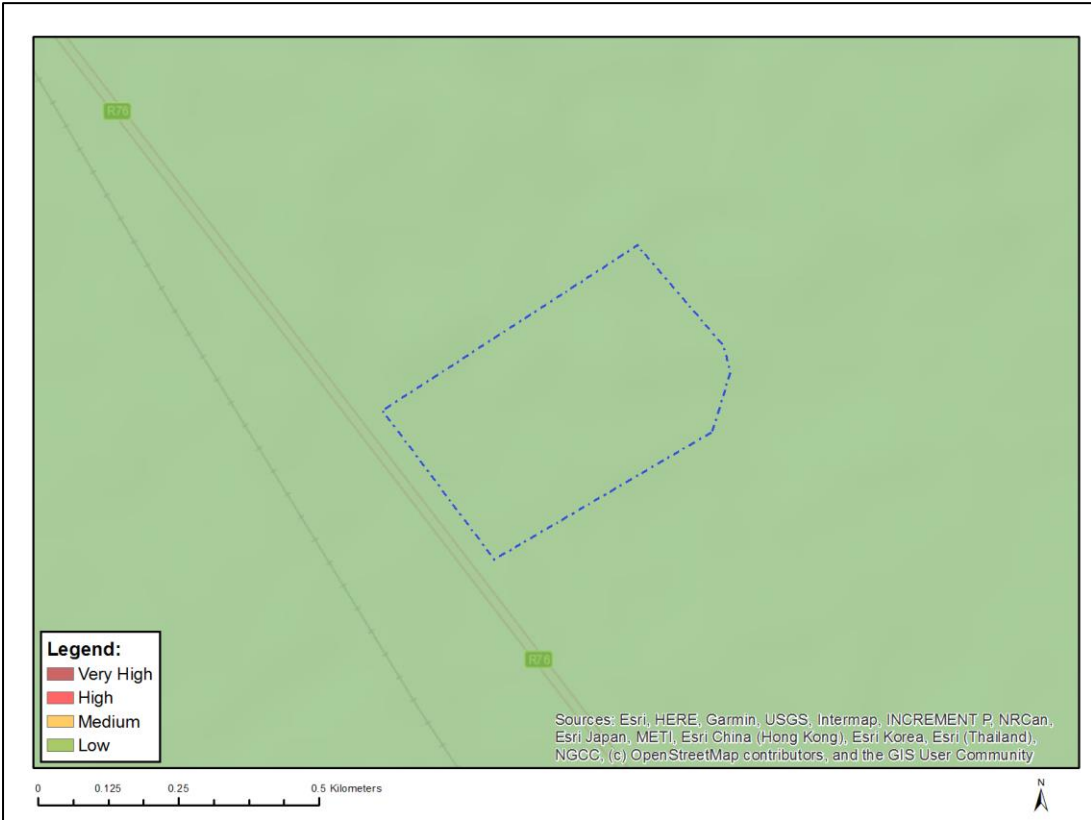 R76
R76
Legend:
Very High
High
Medium
Low
Sources: Esri, HERE, Garmin, USGS, Intermap, INCREMENT P, NRCan,
Esri Japan, METI, Esri China (Hong Kong), Esri Korea, Esri (Thailand),
NGCC, (c) OpenStreetMap contributors, and the GIS User Community
0 0.125 0.25 0.5 Kilometers
N